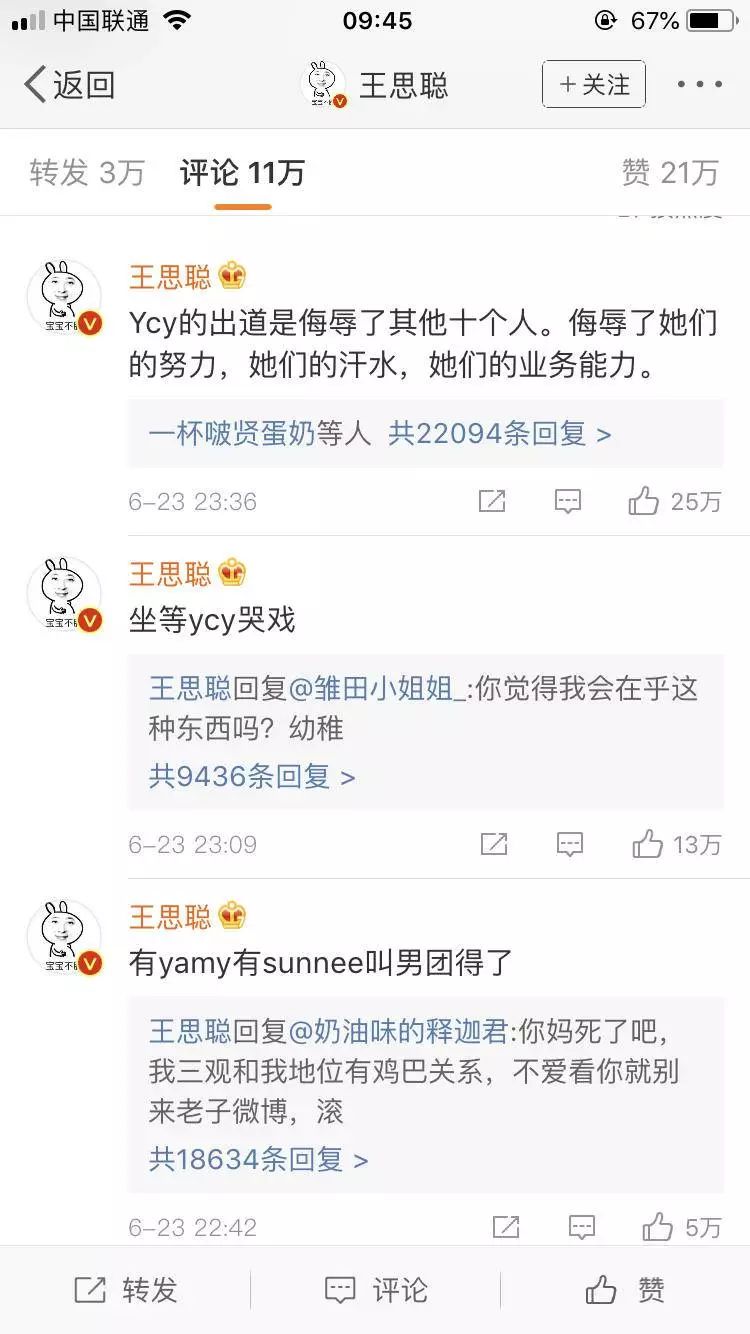 中国联通 09:45 67%
返回 王思聪 +关注
转发 3万 评论 11万 赞 21万
王思聪
Ycy的出道是侮辱了其他十个人。侮辱了她们
的努力，她们的汗水，她们的业务能力。
一杯啵贤蛋奶等人 共22094条回复 >
6-23 23:36 25万
王思聪
坐等ycy哭戏
王思聪回复@雏田小姐姐_:你觉得我会在乎这
种东西吗？幼稚
共9436条回复 >
6-23 23:09 13万
王思聪
有yamy有sunnee叫男团得了
王思聪回复@奶油味的释迦君:你妈死了吧，
我三观和我地位有鸡巴关系，不爱看你就别
来老子微博，滚
共18634条回复 >
6-23 22:42 5万
转发 评论 赞